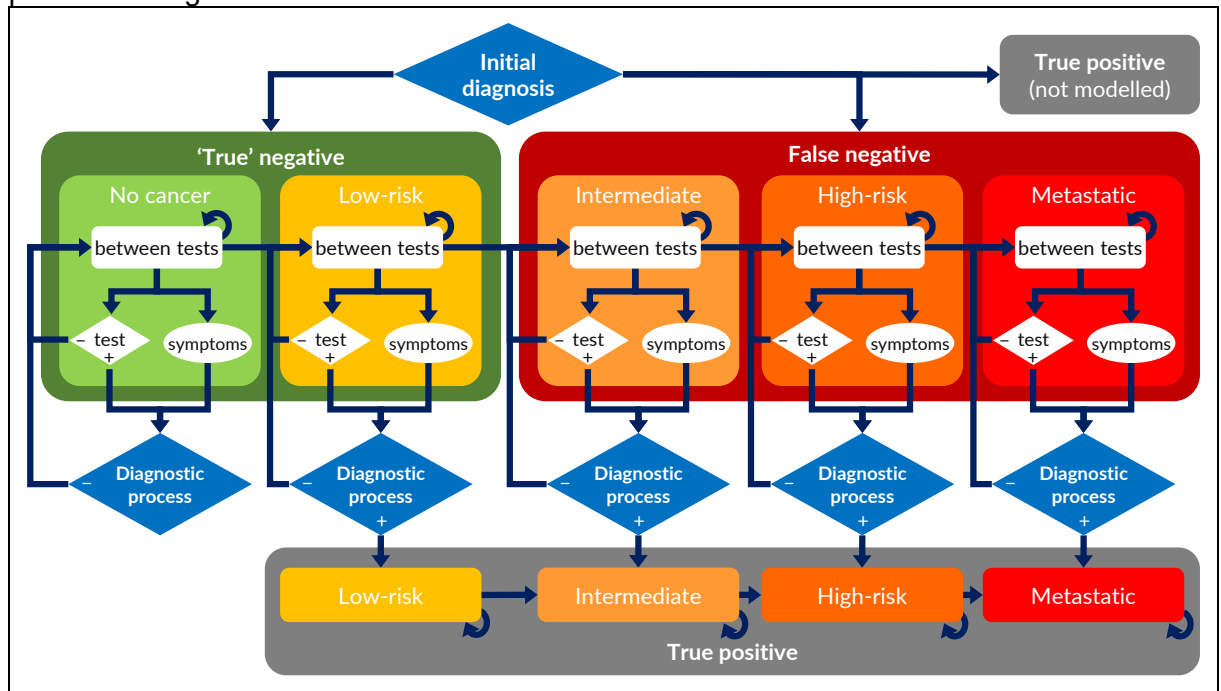 Initial
diagnosis
True positive
(not modelled)
‘True’ negative
False negative
No cancer
Low-risk
Intermediate
High-risk
Metastatic
between tests
between tests
between tests
between tests
between tests
– test
+
symptoms
– test
+
symptoms
– test
+
symptoms
– test
+
symptoms
– test
+
symptoms
Diagnostic
– process
Diagnostic
– process
+
Diagnostic
– process
+
Diagnostic
– process
+
Diagnostic
– process
+
Low-risk
Intermediate
High-risk
Metastatic
True positive